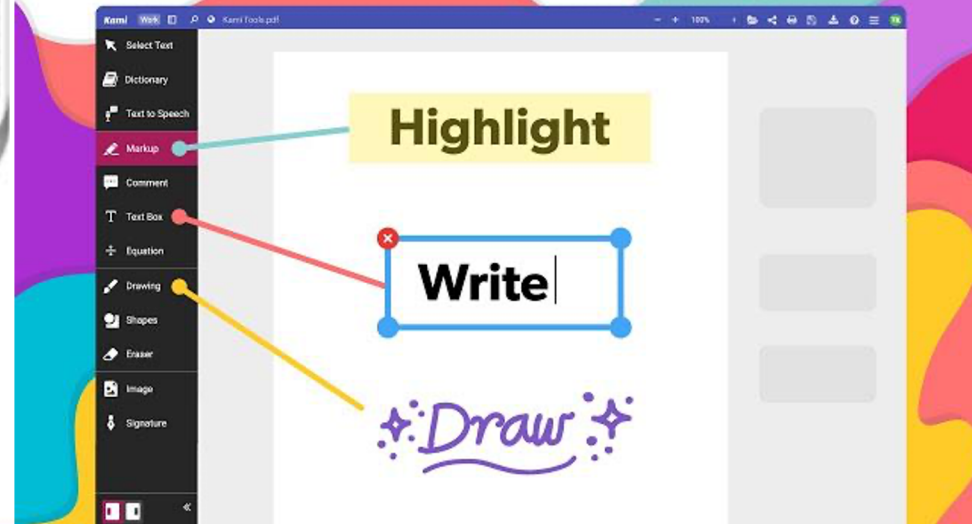 Kami Work Kami Tools.pdf 100%
Select Text
Dictionary
Text to Speech
Markup
Comment
Text Box
Equation
Drawing
Shapes
Eraser
Image
Signature
Highlight
Write
Draw